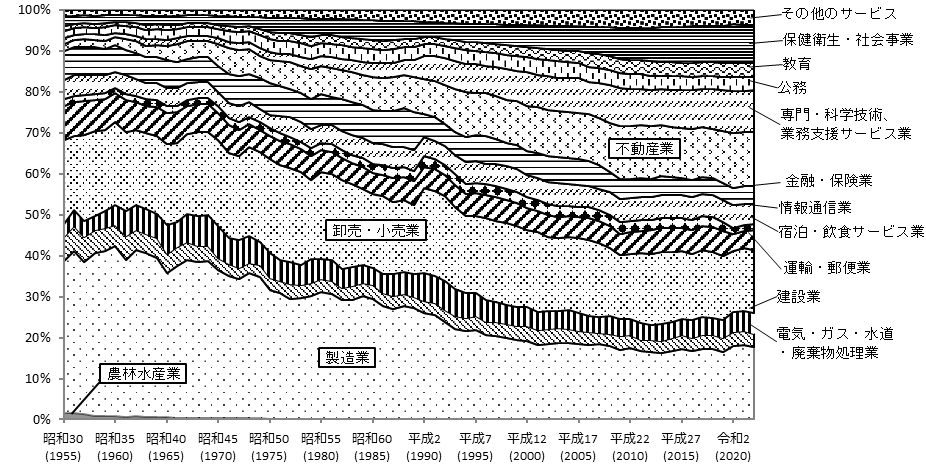 100%
90%
80%
70%
60%
50%
40%
30%
20%
10%
0%
その他のサービス
保健衛生・社会事業
教育
公務
専門・科学技術、
業務支援サービス業
不動産業
金融・保険業
情報通信業
宿泊・飲食サービス業
卸売・小売業
運輸・郵便業
建設業
電気・ガス・水道
・廃棄物処理業
製造業
農林水産業
昭和30 昭和35 昭和40 昭和45 昭和50 昭和55 昭和60 平成2 平成7 平成12 平成17 平成22 平成27 令和2
(1955) (1960) (1965) (1970) (1975) (1980) (1985) (1990) (1995) (2000) (2005) (2010) (2015) (2020)